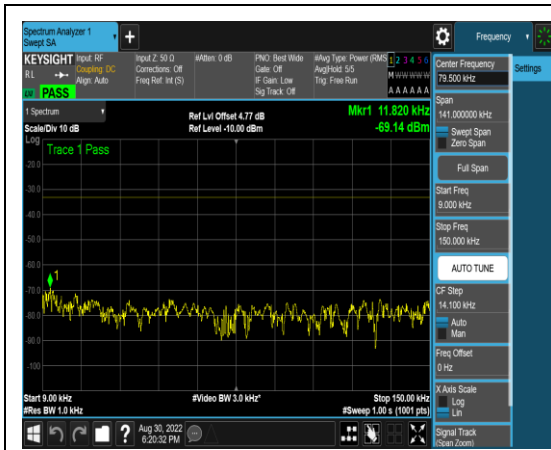 Spectrum Analyzer 1
Swept SA
Frequency
KEYSIGHT
RL
Input: RF
Coupling: DC
Align: Auto
Input Z: 50 Ω
Corrections: Off
Freq Ref: Int (S)
#Atten: 0 dB
PNO: Best Wide
Gate: Off
IF Gain: Low
Sig Track: Off
#Avg Type: Power (RMS
Avg|Hold: 5/5
Trig: Free Run
1 2 3 4 5 6
M W W W W W
A A A A A A
PASS
1 Spectrum
Scale/Div 10 dB
Ref Lvl Offset 4.77 dB
Ref Level -10.00 dBm
Mkr1 11.820 kHz
-69.14 dBm
Log
Trace 1 Pass
-20.0
-30.0
-40.0
-50.0
-60.0
-70.0
-80.0
-90.0
-100
1
Start 9.00 kHz
#Res BW 1.0 kHz
#Video BW 3.0 kHz*
Stop 150.00 kHz
#Sweep 1.00 s (1001 pts)
Aug 30, 2022
6:20:32 PM
Center Frequency
79.500 kHz
Settings
Span
141.000000 kHz
Swept Span
Zero Span
Full Span
Start Freq
9.000 kHz
Stop Freq
150.000 kHz
AUTO TUNE
CF Step
14.100 kHz
Auto
Man
Freq Offset
0 Hz
X Axis Scale
Log
Lin
Signal Track
(Span Zoom)